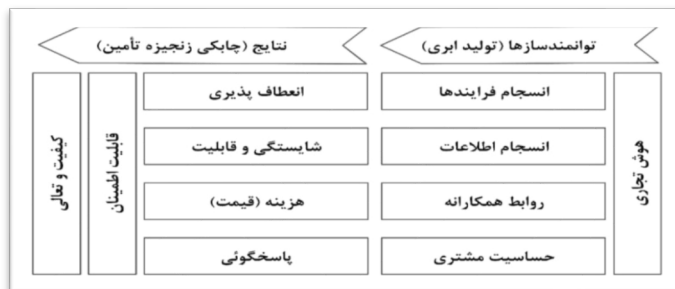 توانمندسازها (تولید ابری)
نتایج (چابکی زنجیزه تأمین)
هوش تجاری
انسجام فرایندها
انسجام اطلاعات
روابط همکارانه
حساسیت مشتری
انعطاف پذیری
شایستگی و قابلیت
هزینه (قیمت)
پاسخگوئی
قابلیت اطمینان
کیفیت و تعالی